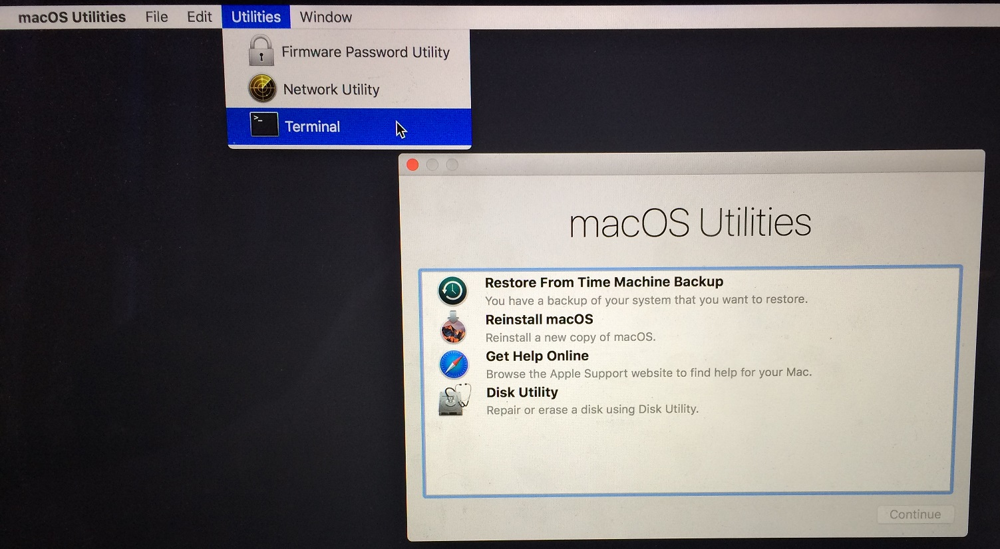 macOS Utilities File Edit Utilities Window
Firmware Password Utility
Network Utility
>_ Terminal
macOS Utilities
Restore From Time Machine Backup
You have a backup of your system that you want to restore.
Reinstall macOS
Reinstall a new copy of macOS.
Get Help Online
Browse the Apple Support website to find help for your Mac.
Disk Utility
Repair or erase a disk using Disk Utility.
Continue